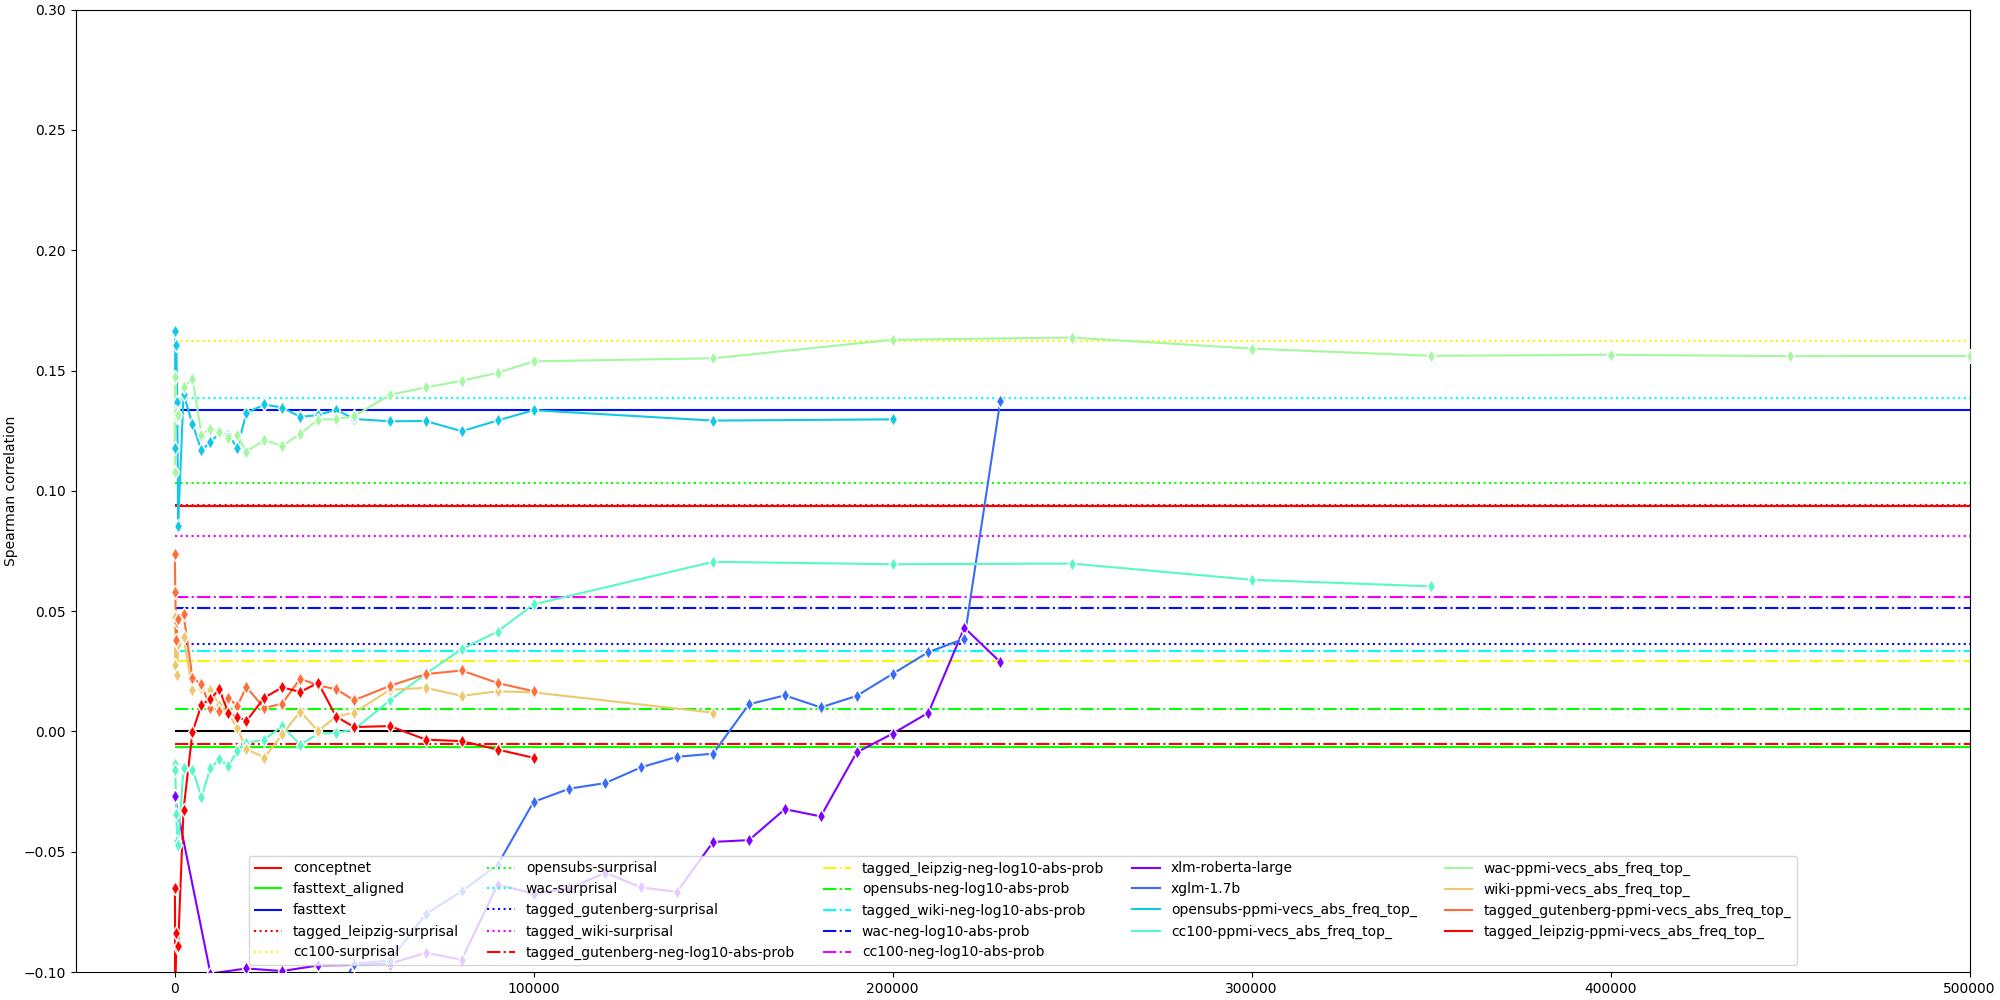 0.30
0.25
0.20
0.15
0.10
0.05
0.00
−0.05
−0.10
Spearman correlation
0
100000
200000
300000
400000
500000
conceptnet
fasttext_aligned
fasttext
tagged_leipzig-surprisal
cc100-surprisal
opensubs-surprisal
wac-surprisal
tagged_gutenberg-surprisal
tagged_wiki-surprisal
tagged_gutenberg-neg-log10-abs-prob
tagged_leipzig-neg-log10-abs-prob
opensubs-neg-log10-abs-prob
tagged_wiki-neg-log10-abs-prob
wac-neg-log10-abs-prob
cc100-neg-log10-abs-prob
xlm-roberta-large
xglm-1.7b
opensubs-ppmi-vecs_abs_freq_top_
cc100-ppmi-vecs_abs_freq_top_
wac-ppmi-vecs_abs_freq_top_
wiki-ppmi-vecs_abs_freq_top_
tagged_gutenberg-ppmi-vecs_abs_freq_top_
tagged_leipzig-ppmi-vecs_abs_freq_top_